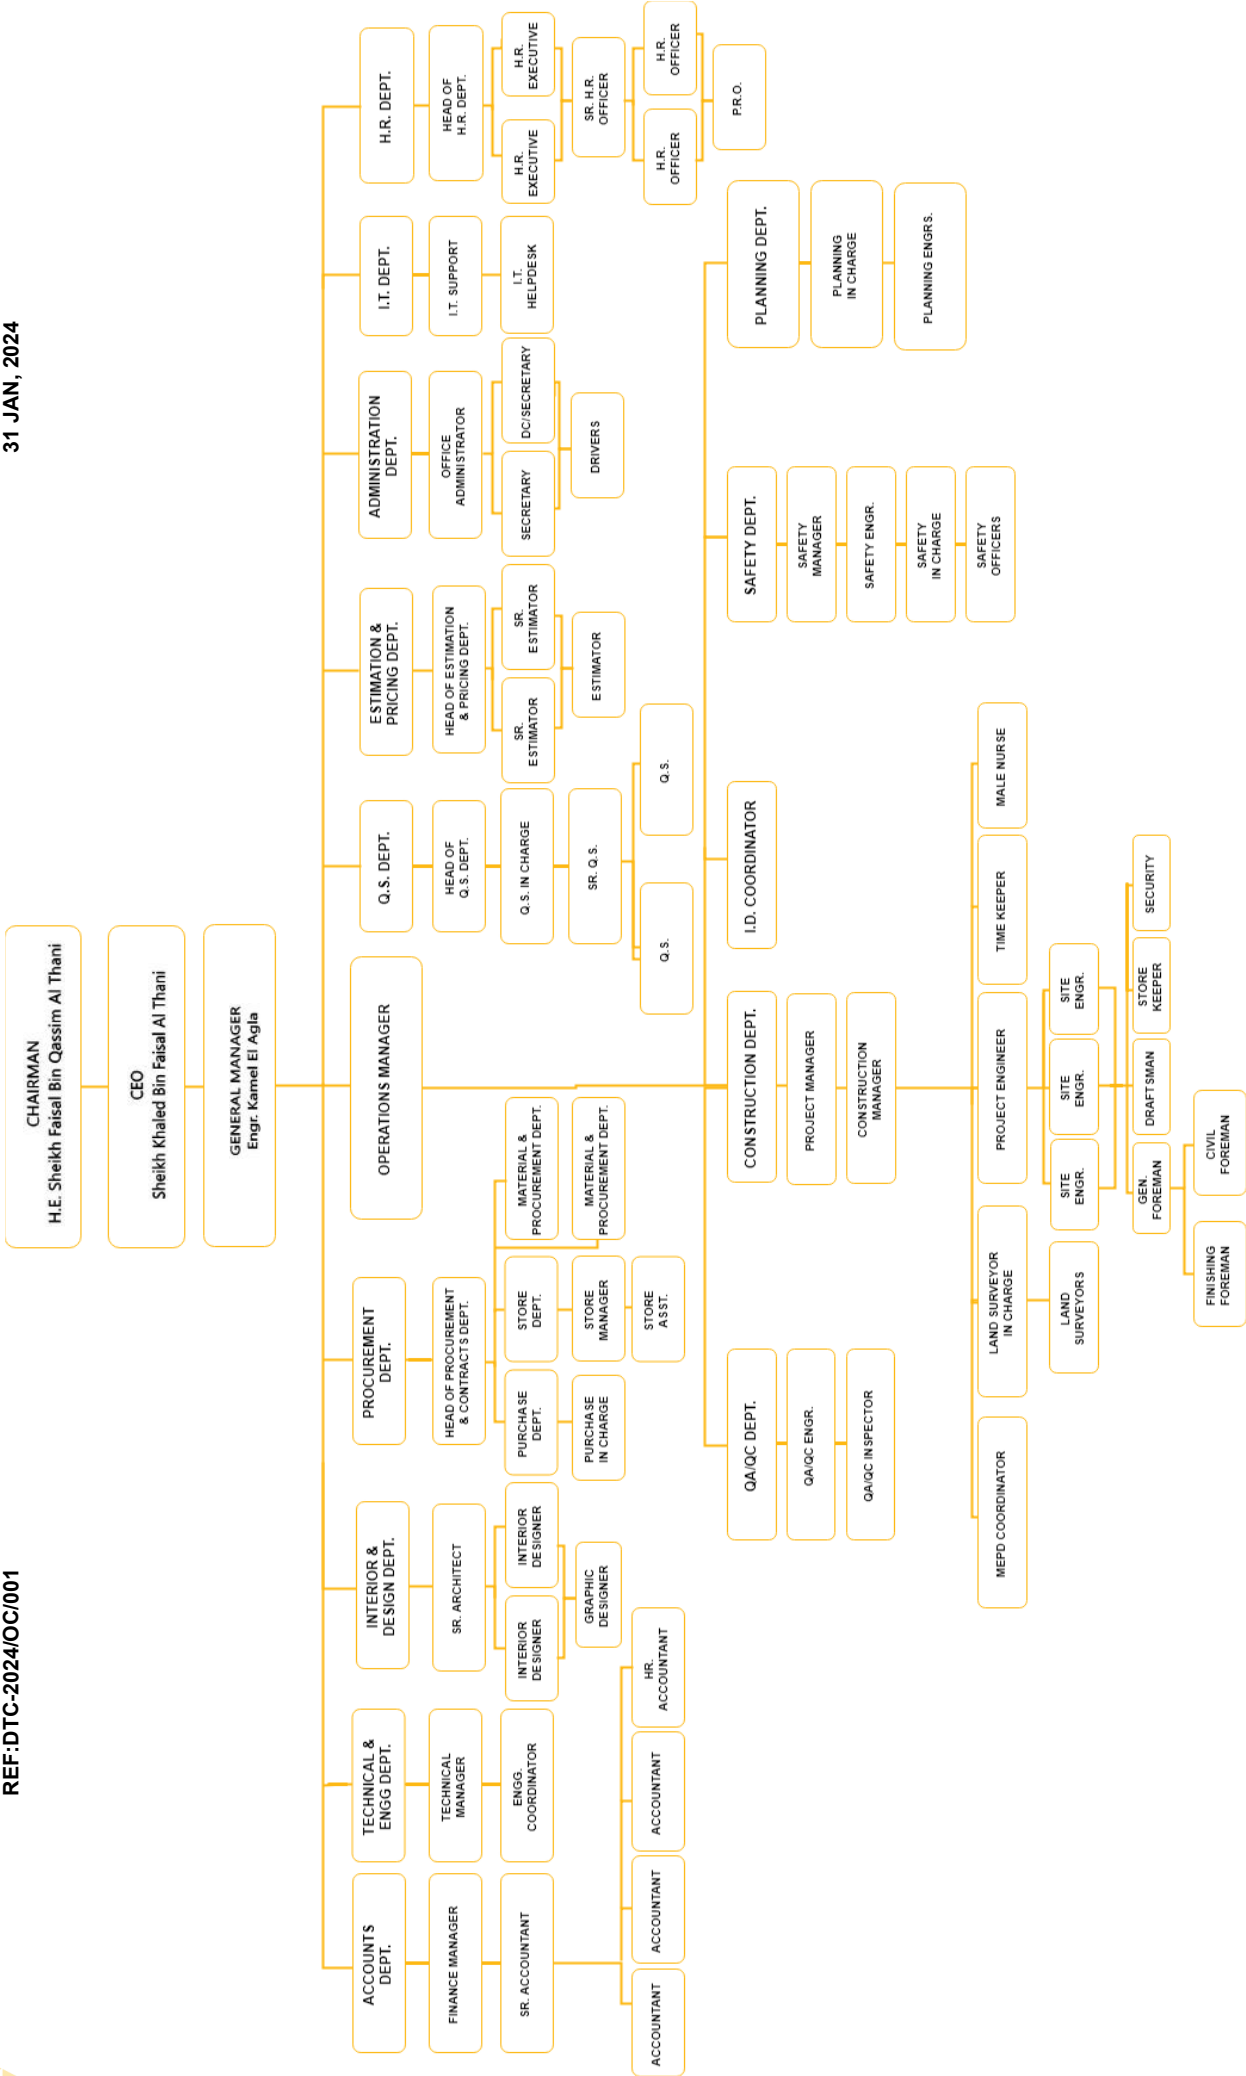 REF:DTC-2024/OC/001
31 JAN, 2024
CHAIRMAN
H.E. Sheikh Faisal Bin Qassim Al Thani
CEO
Sheikh Khaled Bin Faisal Al Thani
GENERAL MANAGER
Engr. Kamel El Agla
ACCOUNTS
DEPT.
FINANCE MANAGER
SR. ACCOUNTANT
ACCOUNTANT
ACCOUNTANT
ACCOUNTANT
HR.
ACCOUNTANT
TECHNICAL &
ENGG DEPT.
TECHNICAL
MANAGER
ENGG.
COORDINATOR
INTERIOR &
DESIGN DEPT.
SR. ARCHITECT
INTERIOR
DESIGNER
INTERIOR
DESIGNER
GRAPHIC
DESIGNER
PROCUREMENT
DEPT.
HEAD OF PROCUREMENT
& CONTRACTS DEPT.
PURCHASE
DEPT.
PURCHASE
IN CHARGE
STORE
DEPT.
STORE
MANAGER
STORE
ASST.
MATERIAL &
PROCUREMENT DEPT.
MATERIAL &
PROCUREMENT DEPT.
OPERATIONS MANAGER
Q.S. DEPT.
HEAD OF
Q.S. DEPT.
Q.S. IN CHARGE
SR. Q.S.
Q.S.
Q.S.
ESTIMATION &
PRICING DEPT.
HEAD OF ESTIMATION
& PRICING DEPT.
SR.
ESTIMATOR
SR.
ESTIMATOR
ESTIMATOR
ADMINISTRATION
DEPT.
OFFICE
ADMINISTRATOR
SECRETARY
DC/SECRETARY
DRIVERS
I.T. DEPT.
I.T. SUPPORT
I.T.
HELPDESK
H.R. DEPT.
HEAD OF
H.R. DEPT.
H.R.
EXECUTIVE
H.R.
EXECUTIVE
SR. H.R.
OFFICER
H.R.
OFFICER
H.R.
OFFICER
P.R.O.
QA/QC DEPT.
QA/QC ENGR.
QA/QC INSPECTOR
CONSTRUCTION DEPT.
PROJECT MANAGER
CONSTRUCTION
MANAGER
I.D. COORDINATOR
SAFETY DEPT.
SAFETY
MANAGER
SAFETY ENGR.
SAFETY
IN CHARGE
SAFETY
OFFICERS
PLANNING DEPT.
PLANNING
IN CHARGE
PLANNING ENGRS.
MEPD COORDINATOR
LAND SURVEYOR
IN CHARGE
LAND
SURVEYORS
PROJECT ENGINEER
SITE
ENGR.
SITE
ENGR.
SITE
ENGR.
TIME KEEPER
MALE NURSE
GEN.
FOREMAN
DRAFTSMAN
STORE
KEEPER
SECURITY
FINISHING
FOREMAN
CIVIL
FOREMAN